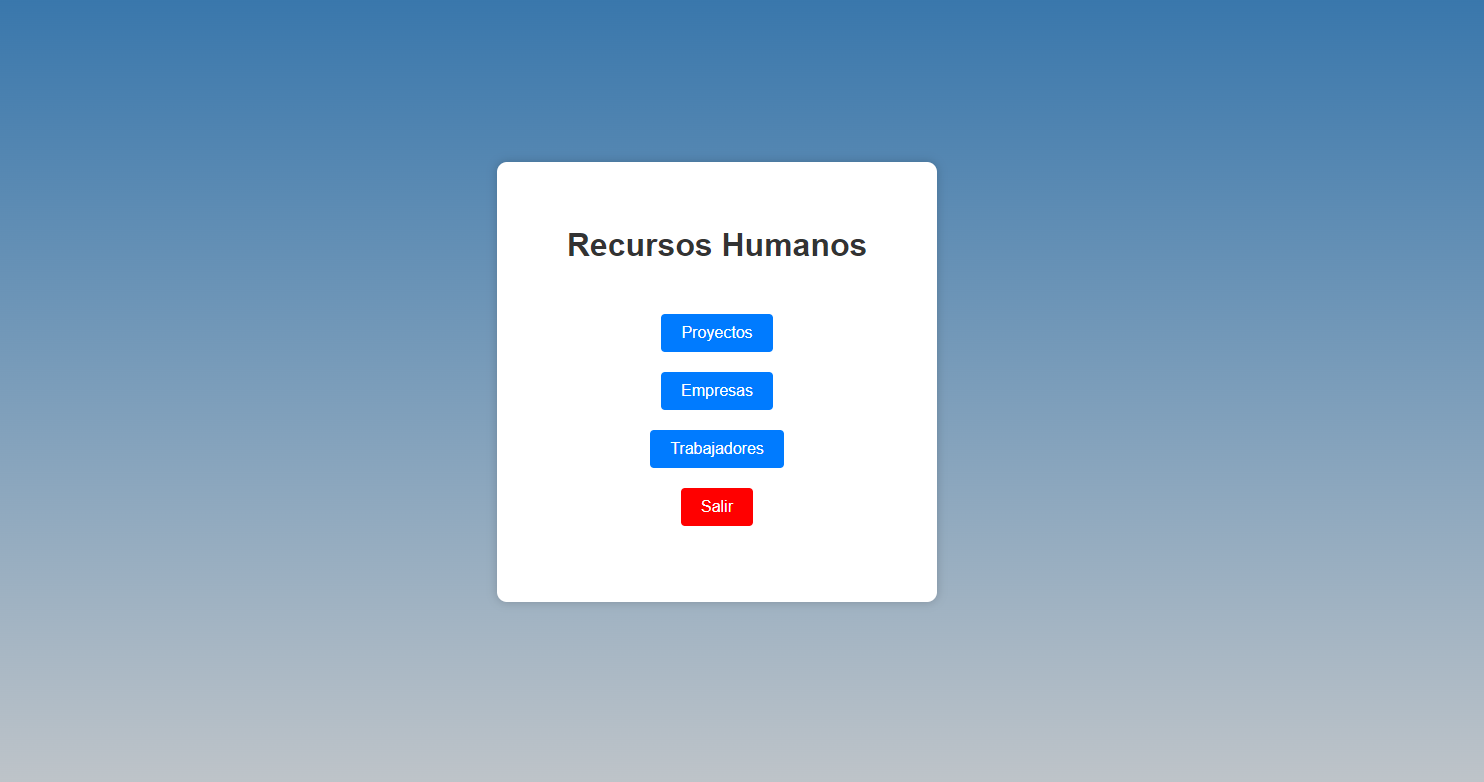 Recursos Humanos
Proyectos
Empresas
Trabajadores
Salir